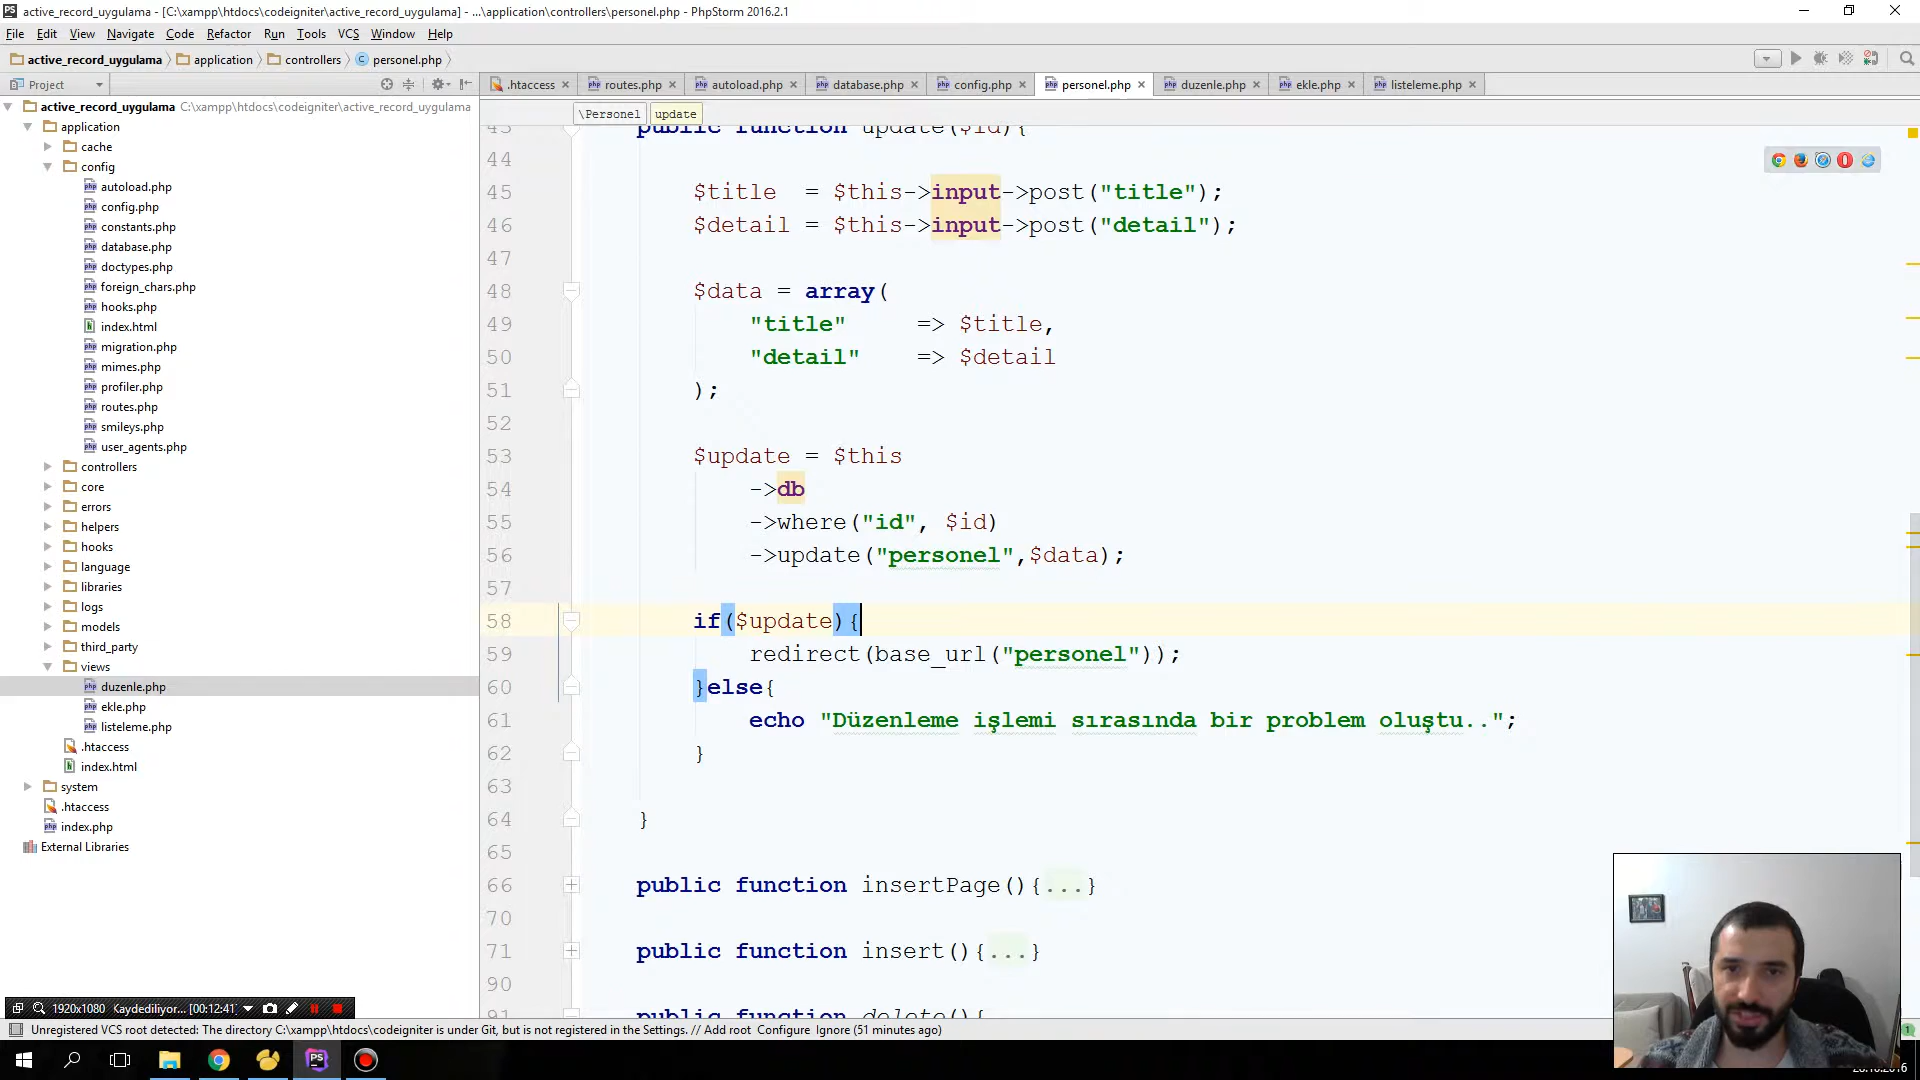 active_record_uygulama - [C:\xampp\htdocs\codeigniter\active_record_uygulama] - ...\application\controllers\personel.php - PhpStorm 2016.2.1
File Edit View Navigate Code Refactor Run Tools VCS Window Help
active_record_uygulama application controllers personel.php
Project
.htaccess routes.php autoload.php database.php config.php personel.php duzenle.php ekle.php listeleme.php
active_record_uygulama C:\xampp\htdocs\codeigniter\active_record_uygulama
application
cache
config
autoload.php
config.php
constants.php
database.php
doctypes.php
foreign_chars.php
hooks.php
index.html
migration.php
mimes.php
profiler.php
routes.php
smileys.php
user_agents.php
controllers
core
errors
helpers
hooks
language
libraries
logs
models
third_party
views
duzenle.php
ekle.php
listeleme.php
.htaccess
index.html
system
.htaccess
index.php
External Libraries
\Personel update
43 public function update($id){
44
45 $title = $this->input->post("title");
46 $detail = $this->input->post("detail");
47
48 $data = array(
49 "title" => $title,
50 "detail" => $detail
51 );
52
53 $update = $this
54 ->db
55 ->where("id", $id)
56 ->update("personel",$data);
57
58 if($update){
59 redirect(base_url("personel"));
60 }else{
61 echo "Düzenleme işlemi sırasında bir problem oluştu..";
62 }
63
64 }
65
66 public function insertPage(){...}
70
71 public function insert(){...}
90
91 public function delete(){
1920x1080 Kaydediliyor... [00:12:41]
Unregistered VCS root detected: The directory C:\xampp\htdocs\codeigniter is under Git, but is not registered in the Settings. // Add root Configure Ignore (51 minutes ago)